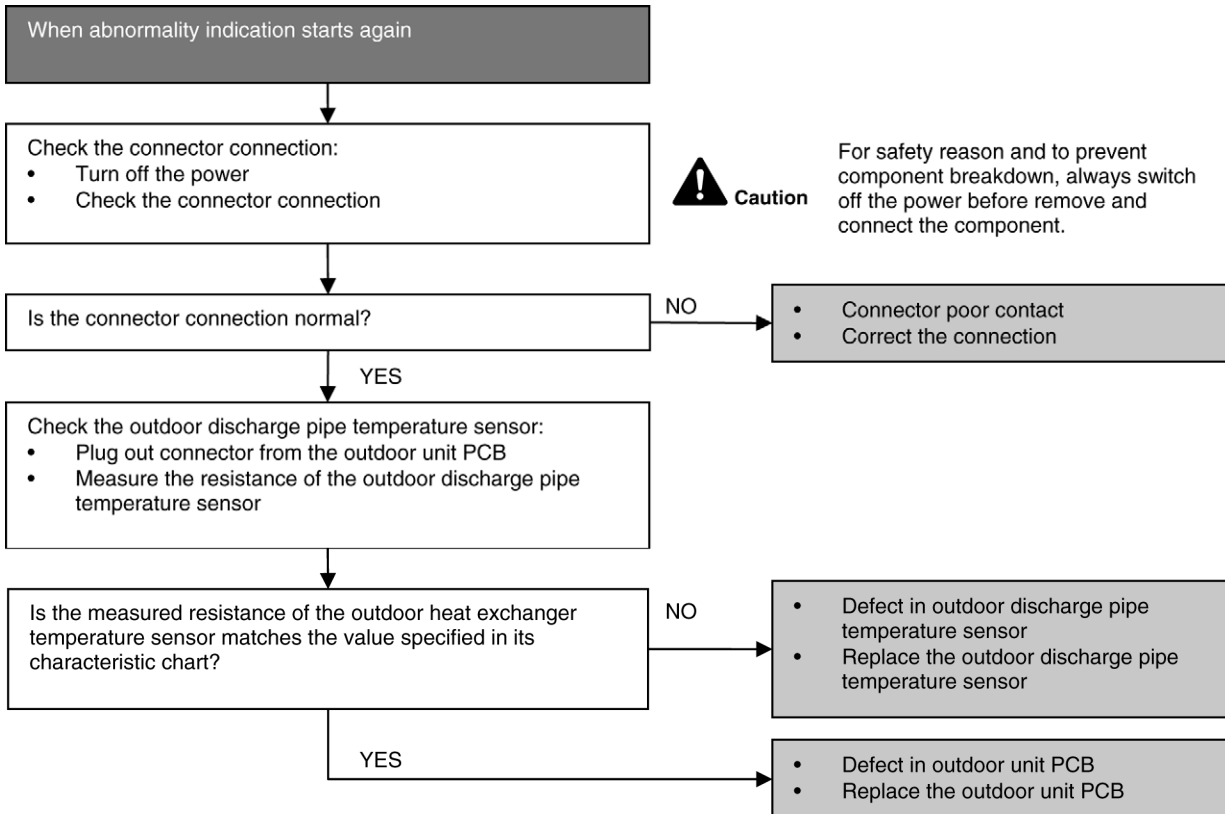 When abnormality indication starts again
Check the connector connection:
• Turn off the power
• Check the connector connection
Caution
For safety reason and to prevent
component breakdown, always switch
off the power before remove and
connect the component.
Is the connector connection normal?
NO
• Connector poor contact
• Correct the connection
YES
Check the outdoor discharge pipe temperature sensor:
• Plug out connector from the outdoor unit PCB
• Measure the resistance of the outdoor discharge pipe
temperature sensor
Is the measured resistance of the outdoor heat exchanger
temperature sensor matches the value specified in its
characteristic chart?
NO
• Defect in outdoor discharge pipe
temperature sensor
• Replace the outdoor discharge pipe
temperature sensor
YES
• Defect in outdoor unit PCB
• Replace the outdoor unit PCB